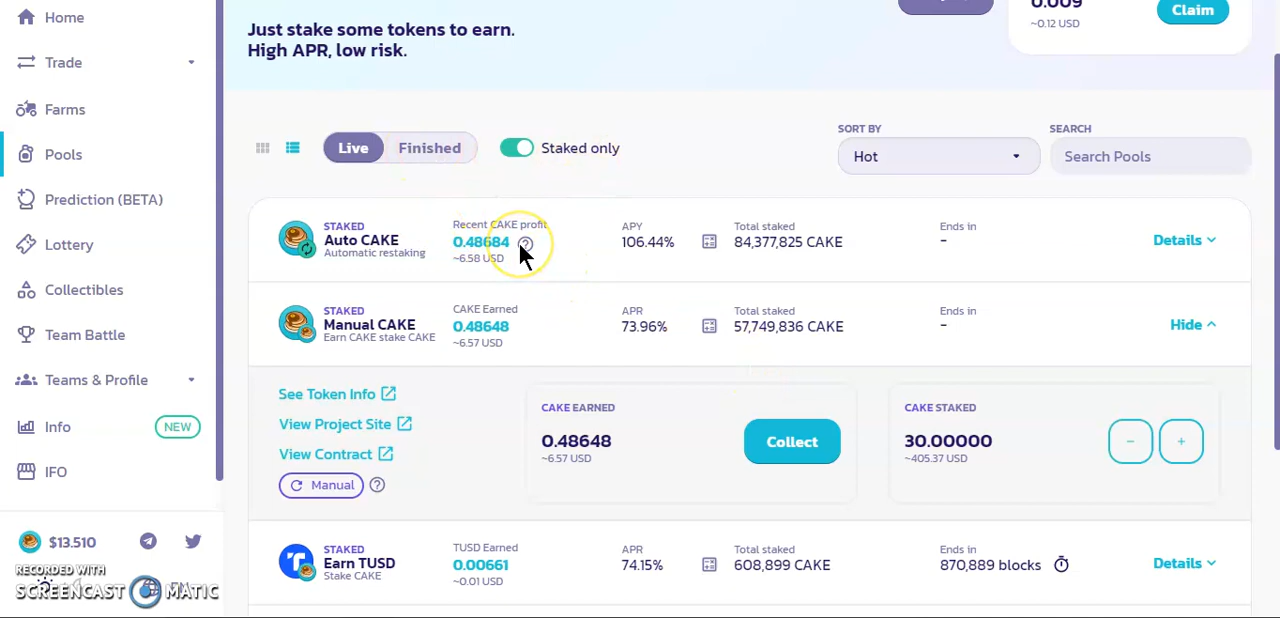 Home
Trade
Farms
Pools
Prediction (BETA)
Lottery
Collectibles
Team Battle
Teams & Profile
Info NEW
IFO
$13.510
RECORDED WITH
SCREENCAST MATIC
Just stake some tokens to earn.
High APR, low risk.
0.009
~0.12 USD
Claim
Live Finished Staked only
SORT BY
Hot
SEARCH
Search Pools
STAKED
Auto CAKE
Automatic restaking
Recent CAKE profit
0.48684
~6.58 USD
APY
106.44%
Total staked
84,377,825 CAKE
Ends in
-
Details
STAKED
Manual CAKE
Earn CAKE stake CAKE
CAKE Earned
0.48648
~6.57 USD
APR
73.96%
Total staked
57,749,836 CAKE
Ends in
-
Hide
See Token Info
View Project Site
View Contract
Manual
CAKE EARNED
0.48648
~6.57 USD
Collect
CAKE STAKED
30.00000
~405.37 USD
- +
STAKED
Earn TUSD
Stake CAKE
TUSD Earned
0.00661
~0.01 USD
APR
74.15%
Total staked
608,899 CAKE
Ends in
870,889 blocks
Details